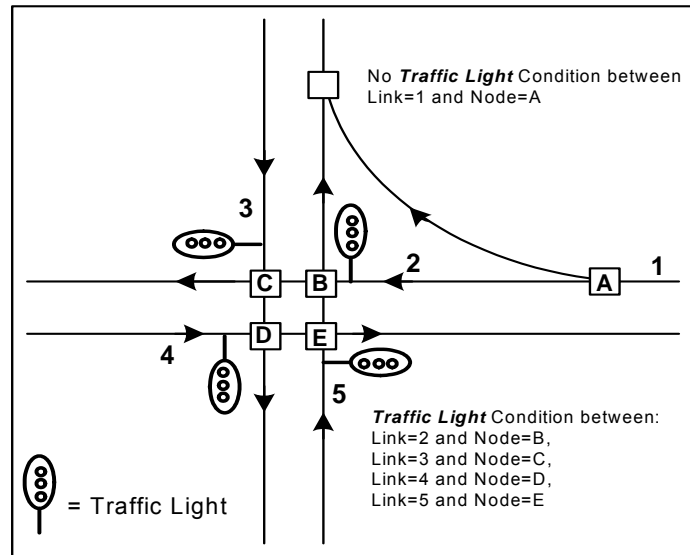 No Traffic Light Condition between
Link=1 and Node=A
3
2
1
C
B
A
D
E
4
5
Traffic Light Condition between:
Link=2 and Node=B,
Link=3 and Node=C,
Link=4 and Node=D,
Link=5 and Node=E
= Traffic Light